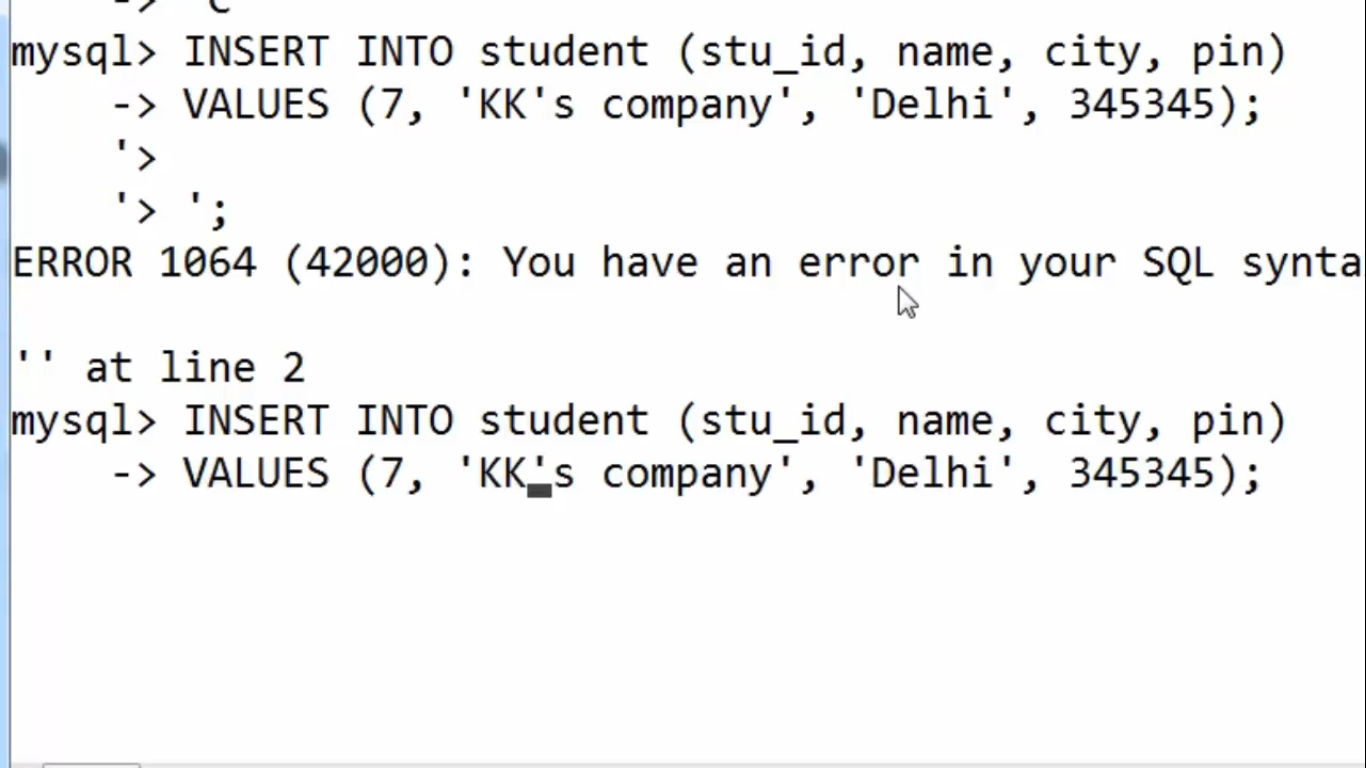 -> 'c
mysql> INSERT INTO student (stu_id, name, city, pin)
-> VALUES (7, 'KK's company', 'Delhi', 345345);
'>
'> ';
ERROR 1064 (42000): You have an error in your SQL synta
'' at line 2
mysql> INSERT INTO student (stu_id, name, city, pin)
-> VALUES (7, 'KK's company', 'Delhi', 345345);